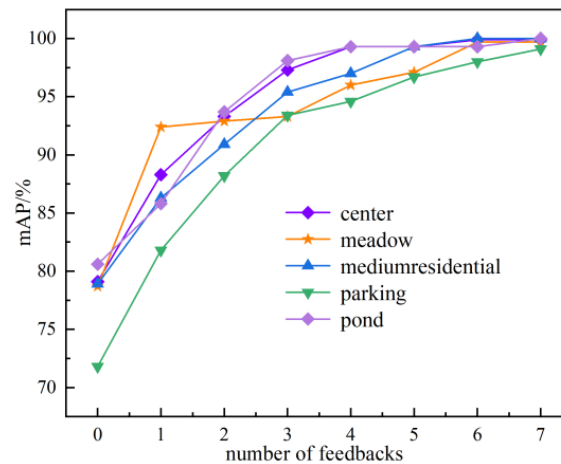 mAP/%
100
95
90
85
80
75
70
center
meadow
mediumresidential
parking
pond
0 1 2 3 4 5 6 7
number of feedbacks